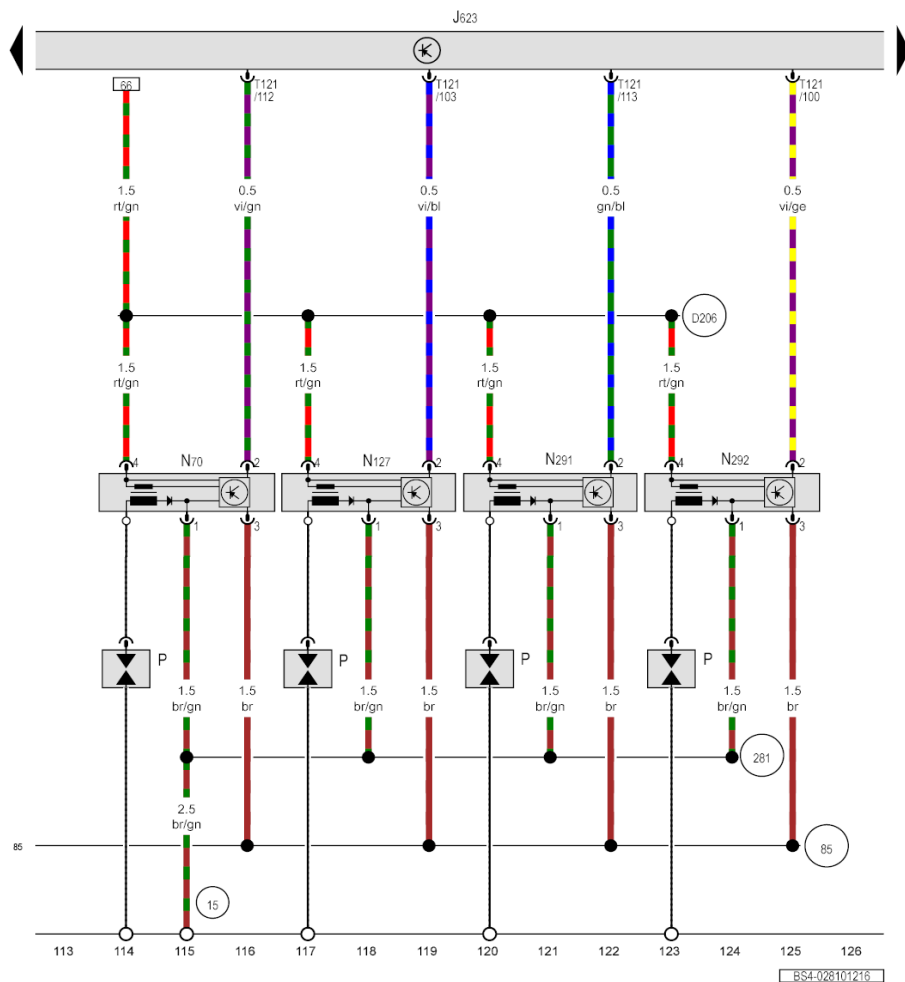 J623
66
T121
/112
T121
/103
T121
/113
T121
/100
1.5
rt/gn
0.5
vi/gn
0.5
vi/bl
0.5
gn/bl
0.5
vi/ge
D206
1.5
rt/gn
1.5
rt/gn
1.5
rt/gn
1.5
rt/gn
4 N70 2
4 N127 2
4 N291 2
4 N292 2
1 3
1 3
1 3
1 3
P
P
P
P
1.5
br/gn
1.5
br
1.5
br/gn
1.5
br
1.5
br/gn
1.5
br
1.5
br/gn
1.5
br
281
2.5
br/gn
85
85
15
113 114 115 116 117 118 119 120 121 122 123 124 125 126
BS4-028101216